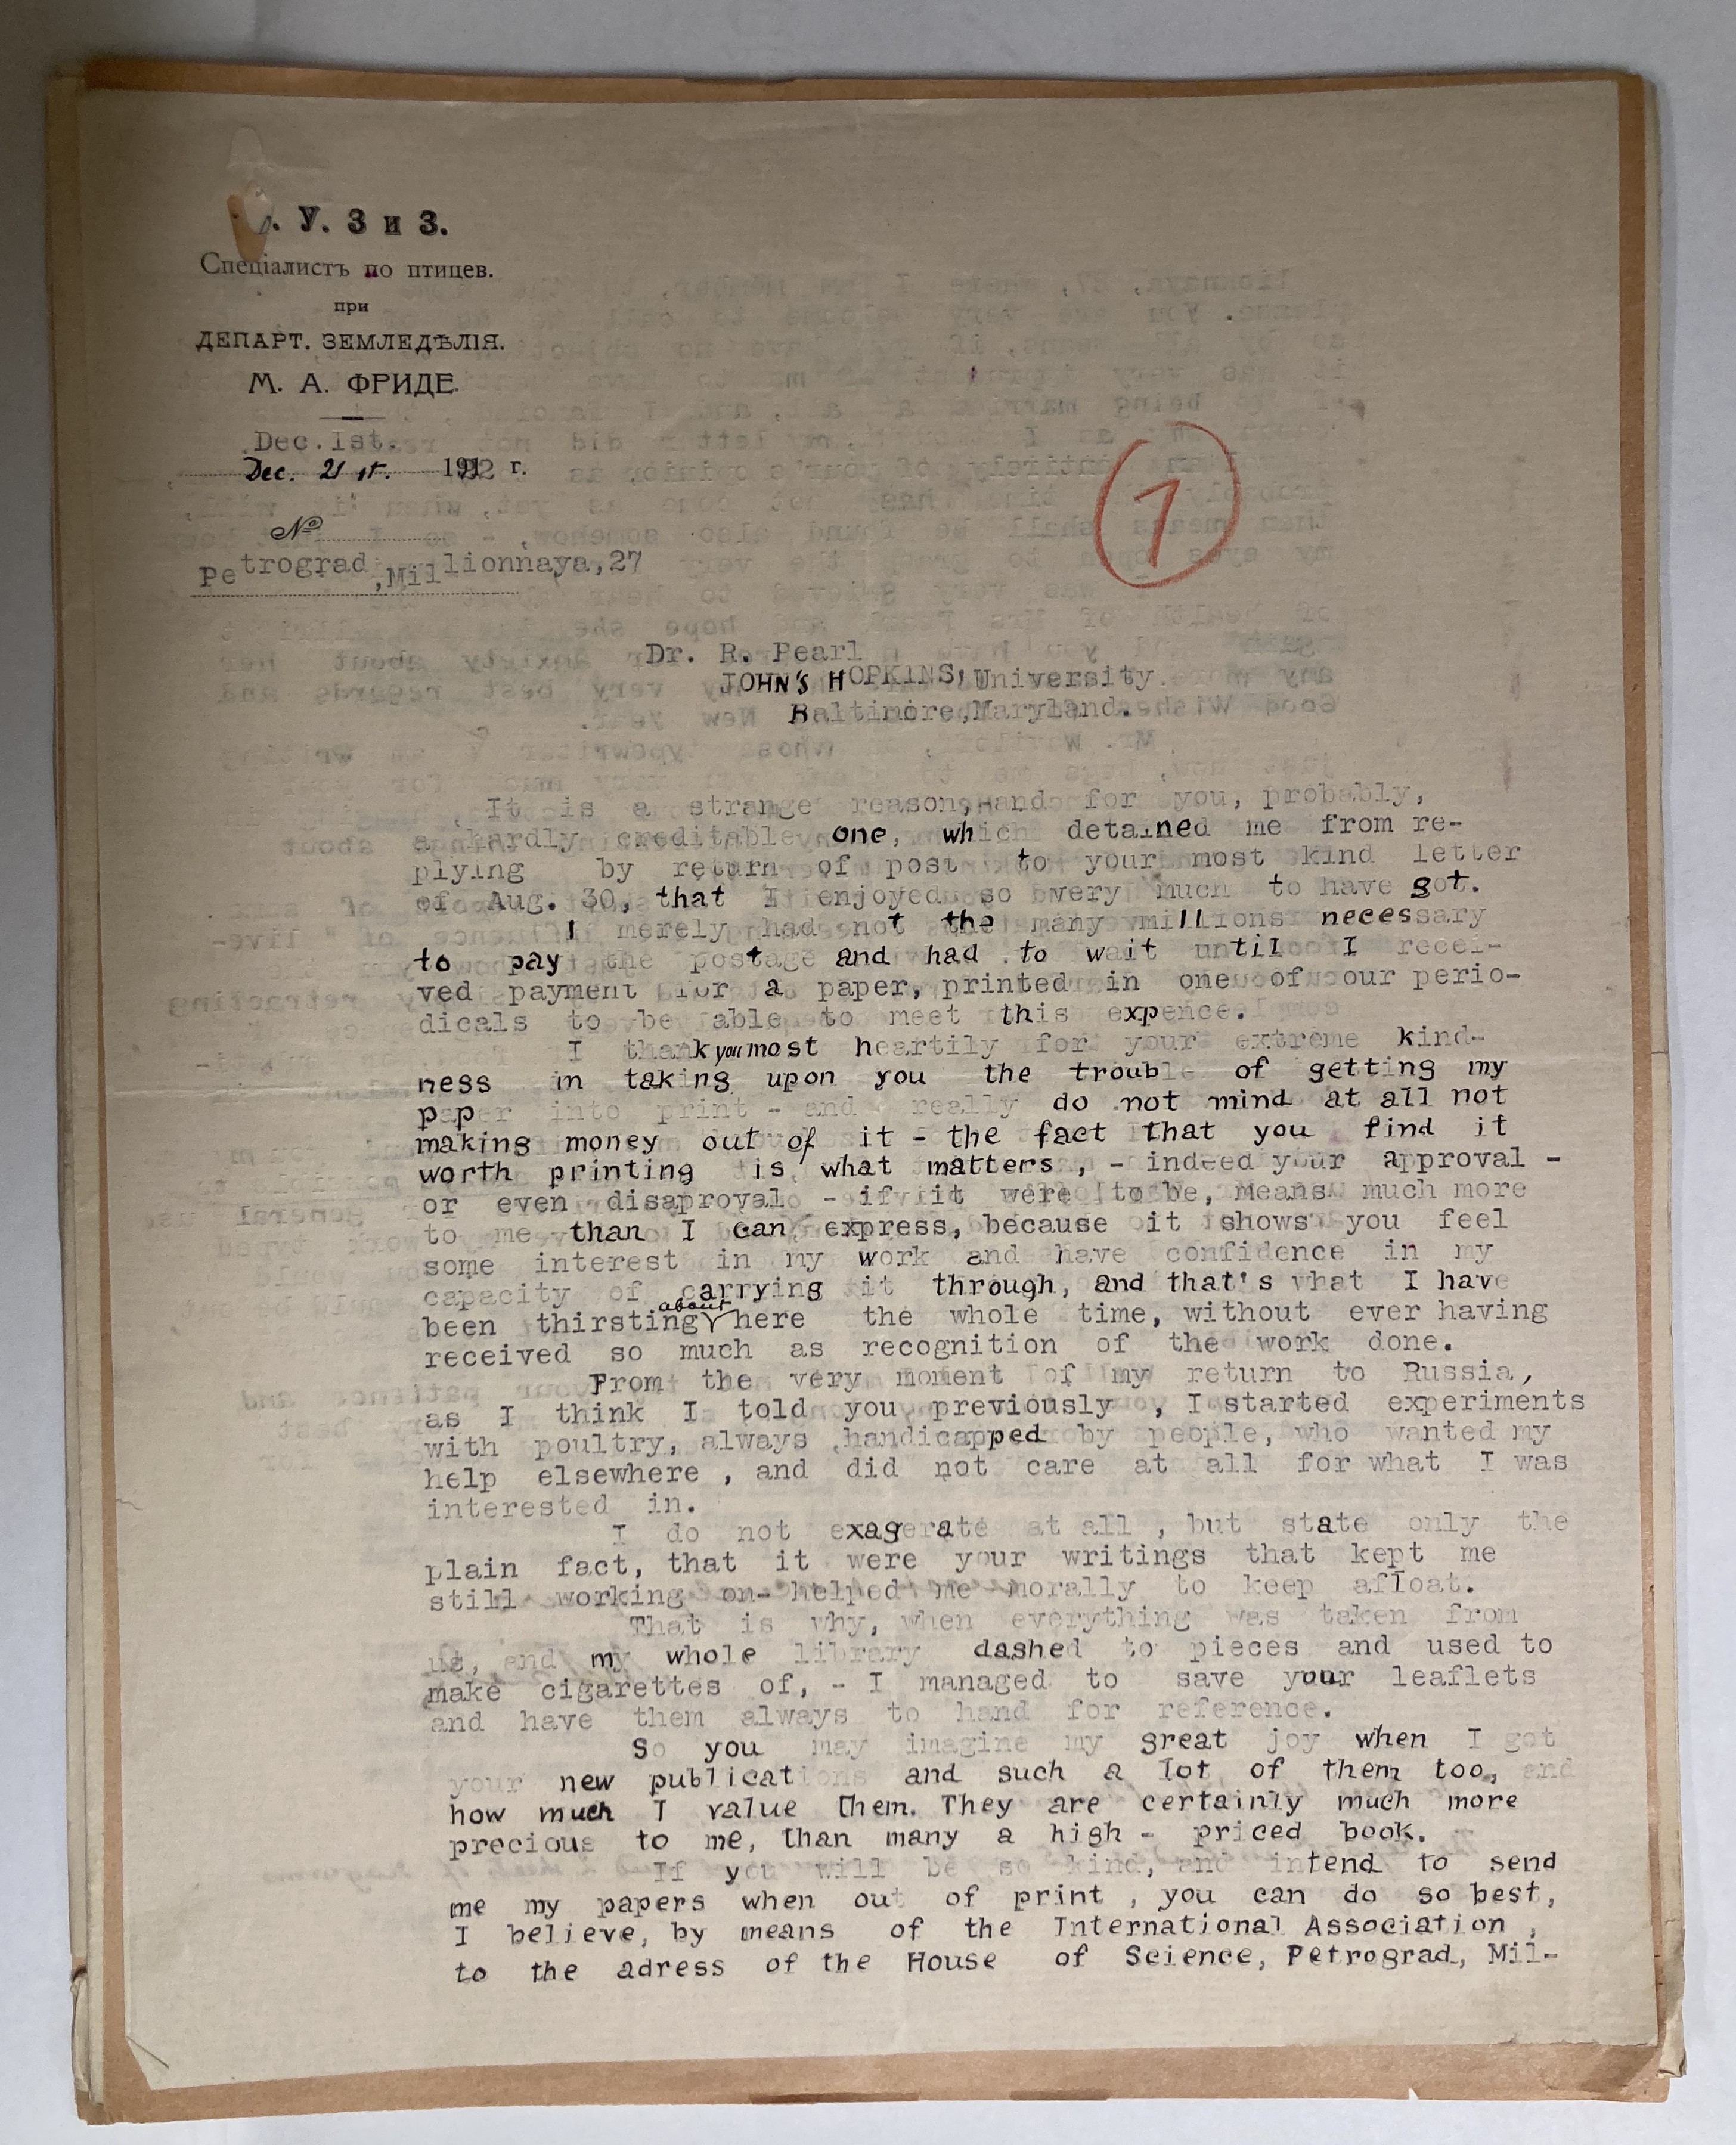 . У. З и З.
Спеціалистъ по птицев.
при
ДЕПАРТ. ЗЕМЛЕДѢЛІЯ.
М. А. ФРИДЕ.
Dec. 1st.
Dec. 21 st. 1922 г.
№
Petrograd, Millionnaya, 27
1
Dr. R. Pearl
JOHN'S HOPKINS, University.
Baltimore, Maryland.
It is a strange reason, and for you, probably,
a hardly creditable one, which detained me from re-
plying by return of post to your most kind letter
of Aug. 30, that I enjoyed so very much to have got.
I merely had not the many millions necessary
to pay the postage and had to wait until I recei-
ved payment for a paper, printed in one of our perio-
dicals to be able to meet this expence.
I thank you most heartily for your extreme kind-
ness in taking upon you the trouble of getting my
paper into print - and really do not mind at all not
making money out of it - the fact that you find it
worth printing is what matters, - indeed your approval -
or even disaproval - if it were to be, means much more
to me than I can express, because it shows you feel
some interest in my work and have confidence in my
capacity of carrying it through, and that's what I have
been thirsting about here the whole time, without ever having
received so much as recognition of the work done.
From the very moment of my return to Russia,
as I think I told you previously, I started experiments
with poultry, always handicapped by people, who wanted my
help elsewhere, and did not care at all for what I was
interested in.
I do not exagerate at all, but state only the
plain fact, that it were your writings that kept me
still working on- helped me morally to keep afloat.
That is why, when everything was taken from
us, and my whole library dashed to pieces and used to
make cigarettes of, - I managed to save your leaflets
and have them always to hand for reference.
So you may imagine my great joy when I got
your new publications and such a lot of them too, and
how much I value them. They are certainly much more
precious to me, than many a high - priced book.
If you will be so kind, and intend to send
me my papers when out of print, you can do so best,
I believe, by means of the International Association,
to the adress of the House of Science, Petrograd, Mil-